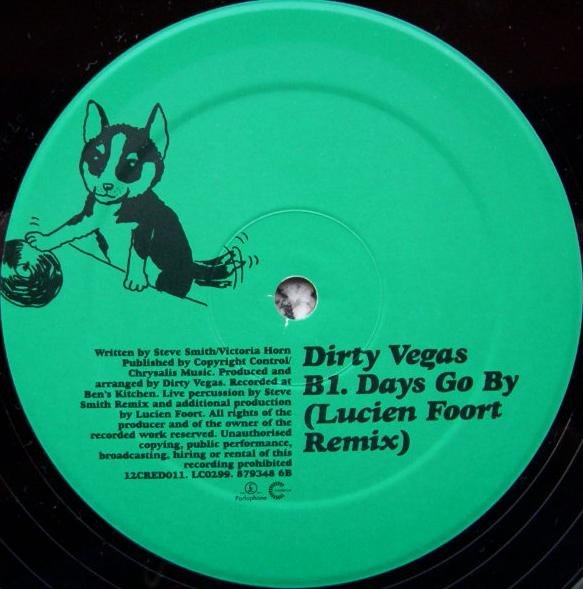 Written by Steve Smith/Victoria Horn
Published by Copyright Control/
Chrysalis Music. Produced and
arranged by Dirty Vegas. Recorded at
Ben's Kitchen. Live percussion by Steve
Smith Remix and additional production
by Lucien Foort. All rights of the
producer and of the owner of the
recorded work reserved. Unauthorised
copying, public performance,
broadcasting, hiring or rental of this
recording prohibited
12CRED011. LC0299. 879348 6B
Parlophone
Dirty Vegas
B1. Days Go By
(Lucien Foort
Remix)